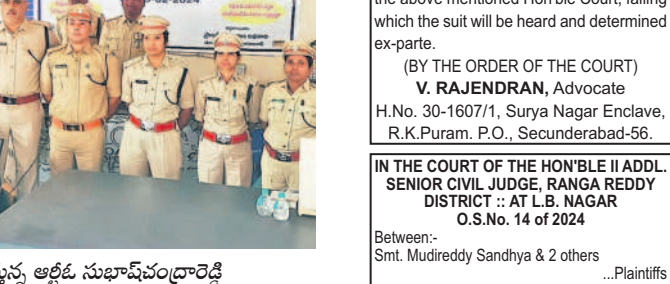 -02-2024
న్న ఆర్టీఓ సుభాష్‌చంద్రారెడ్డి
the above mentioned Hon'ble Court, failing
which the suit will be heard and determined
ex-parte.
(BY THE ORDER OF THE COURT)
V. RAJENDRAN, Advocate
H.No. 30-1607/1, Surya Nagar Enclave,
R.K.Puram. P.O., Secunderabad-56.
IN THE COURT OF THE HON'BLE II ADDL.
SENIOR CIVIL JUDGE, RANGA REDDY
DISTRICT :: AT L.B. NAGAR
O.S.No. 14 of 2024
Between:-
Smt. Mudireddy Sandhya & 2 others
...Plaintiffs